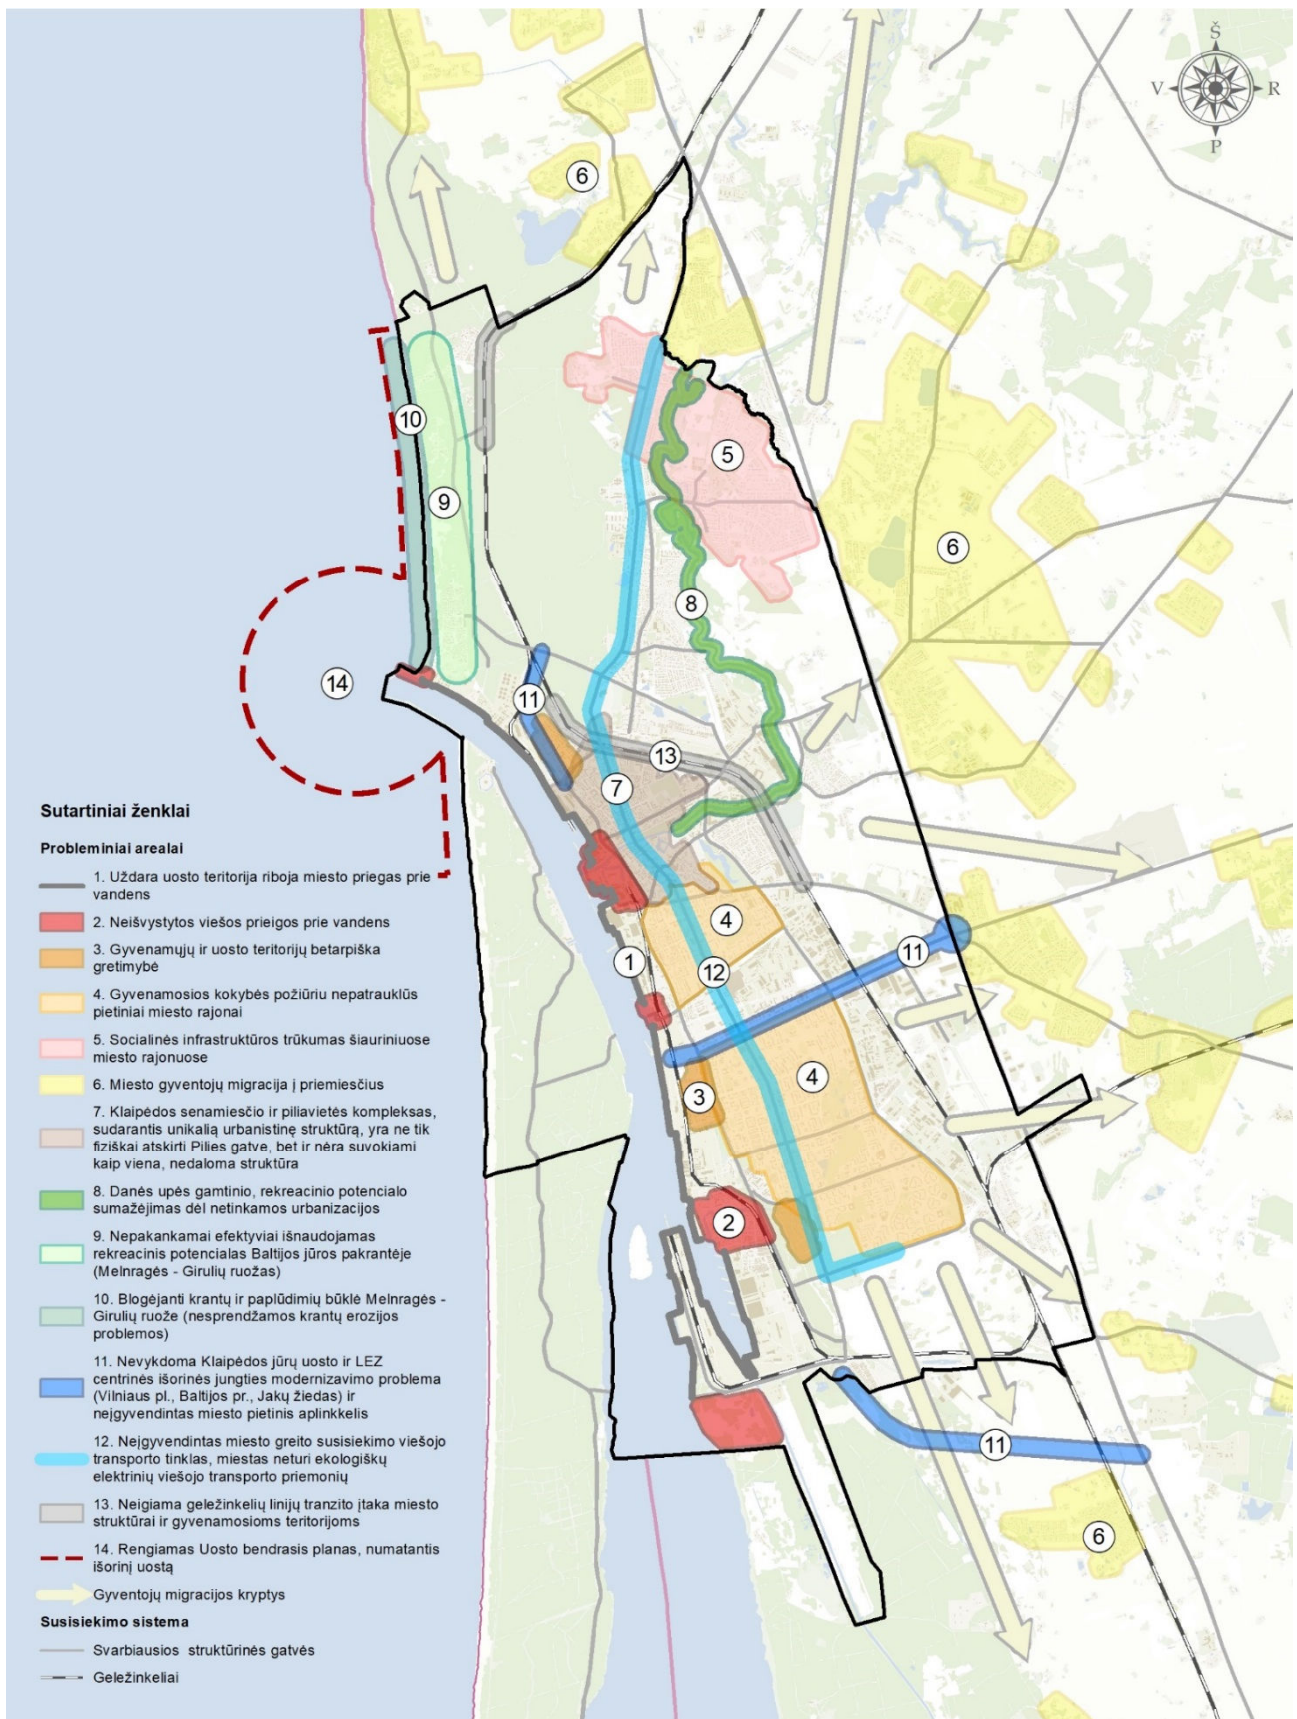 Š
V R
P
6
10
5
9
6
8
14
11
13
7
4
1
11
12
4
3
2
11
6
Sutartiniai ženklai
Probleminiai arealai
1. Uždara uosto teritorija riboja miesto priegas prie
vandens
2. Neišvystytos viešos prieigos prie vandens
3. Gyvenamųjų ir uosto teritorijų betarpiška
gretimybė
4. Gyvenamosios kokybės požiūriu nepatrauklūs
pietiniai miesto rajonai
5. Socialinės infrastruktūros trūkumas šiauriniuose
miesto rajonuose
6. Miesto gyventojų migracija į priemiesčius
7. Klaipėdos senamiesčio ir piliavietės kompleksas,
sudarantis unikalią urbanistinę struktūrą, yra ne tik
fiziškai atskirti Pilies gatve, bet ir nėra suvokiami
kaip viena, nedaloma struktūra
8. Danės upės gamtinio, rekreacinio potencialo
sumažėjimas dėl netinkamos urbanizacijos
9. Nepakankamai efektyviai išnaudojamas
rekreacinis potencialas Baltijos jūros pakrantėje
(Melnragės - Girulių ruožas)
10. Blogėjanti krantų ir paplūdimių būklė Melnragės -
Girulių ruože (nesprendžamos krantų erozijos
problemos)
11. Nevykdoma Klaipėdos jūrų uosto ir LEZ
centrinės išorinės jungties modernizavimo problema
(Vilniaus pl., Baltijos pr., Jakų žiedas) ir
neįgyvendintas miesto pietinis aplinkkelis
12. Neįgyvendintas miesto greito susisiekimo viešojo
transporto tinklas, miestas neturi ekologiškų
elektrinių viešojo transporto priemonių
13. Neigiama geležinkelių linijų tranzito įtaka miesto
struktūrai ir gyvenamosioms teritorijoms
14. Rengiamas Uosto bendrasis planas, numatantis
išorinį uostą
Gyventojų migracijos kryptys
Susisiekimo sistema
Svarbiausios struktūrinės gatvės
Geležinkeliai